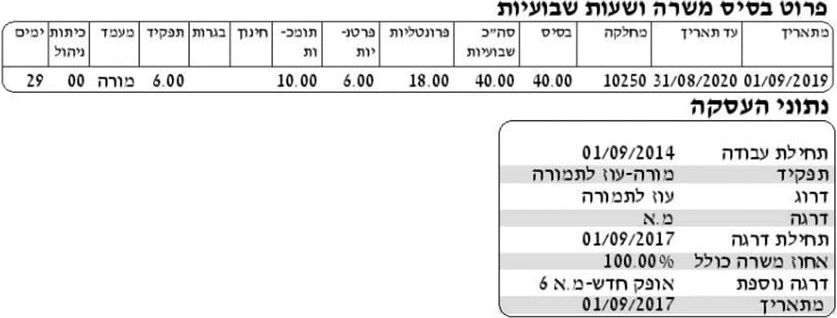 פרוט בסיס משרה ושעות שבועיות
מתאריך עד תאריך מחלקה בסיס סה"כ שבועיות פרונטליות פרטנ-יות תומכ-ות חינוך בגרות תפקיד מעמד כיתות ניהול ימים
01/09/2019 31/08/2020 10250 40.00 40.00 18.00 6.00 10.00 6.00 מורה 00 29
נתוני העסקה
תחילת עבודה 01/09/2014
תפקיד מורה-עוז לתמורה
דרוג עוז לתמורה
דרגה מ.א
תחילת דרגה 01/09/2017
אחוז משרה כולל 100.00%
דרגה נוספת אופק חדש-מ.א 6
מתאריך 01/09/2017